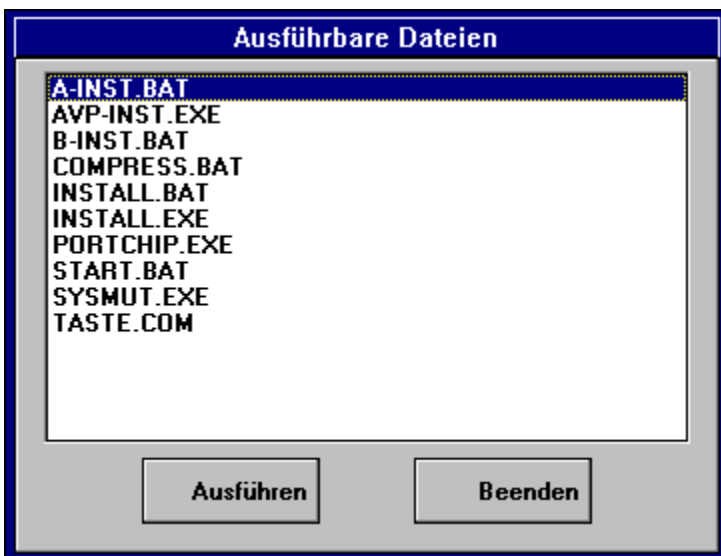 Ausführbare Dateien
A-INST.BAT
AVP-INST.EXE
B-INST.BAT
COMPRESS.BAT
INSTALL.BAT
INSTALL.EXE
PORTCHIP.EXE
START.BAT
SYSMUT.EXE
TASTE.COM
Ausführen Beenden